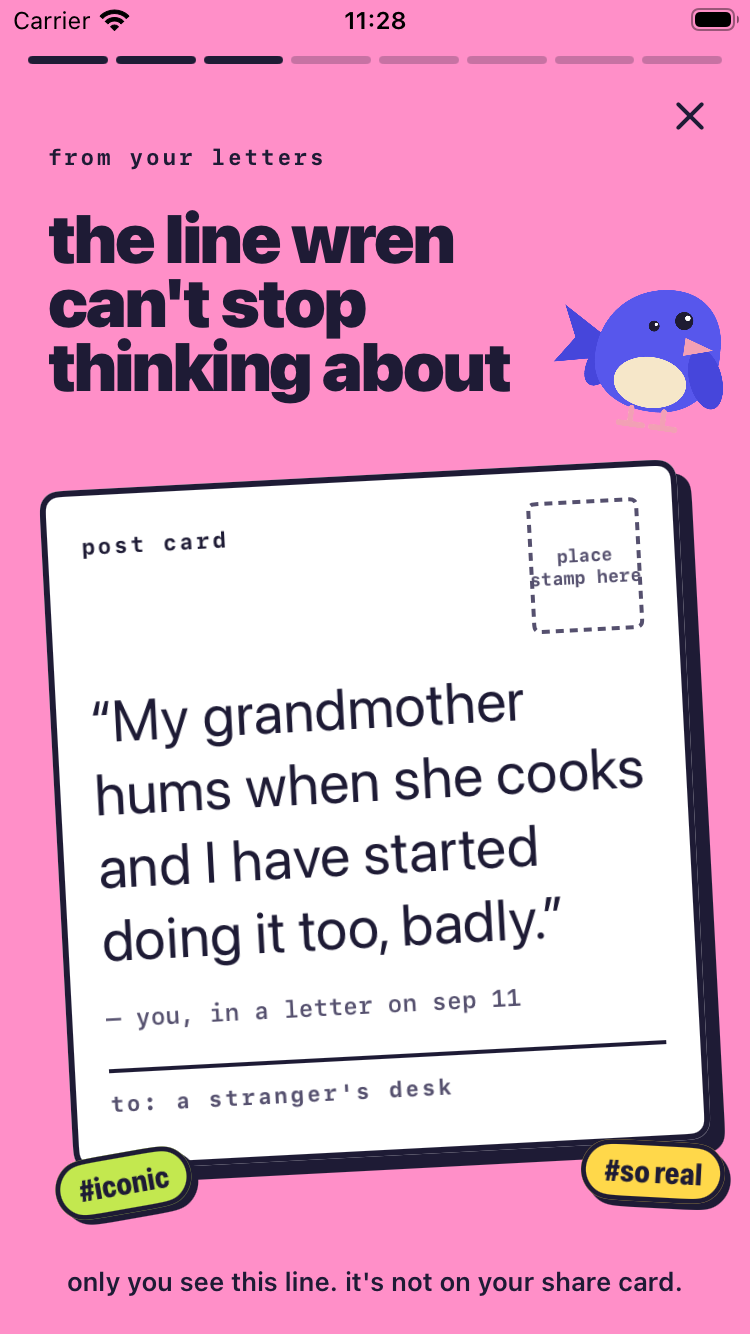 Carrier
11:28
from your letters
the line wren
can't stop
thinking about
post card
place
stamp here
“My grandmother
hums when she cooks
and I have started
doing it too, badly.”
— you, in a letter on sep 11
to: a stranger's desk
#iconic
#so real
only you see this line. it's not on your share card.